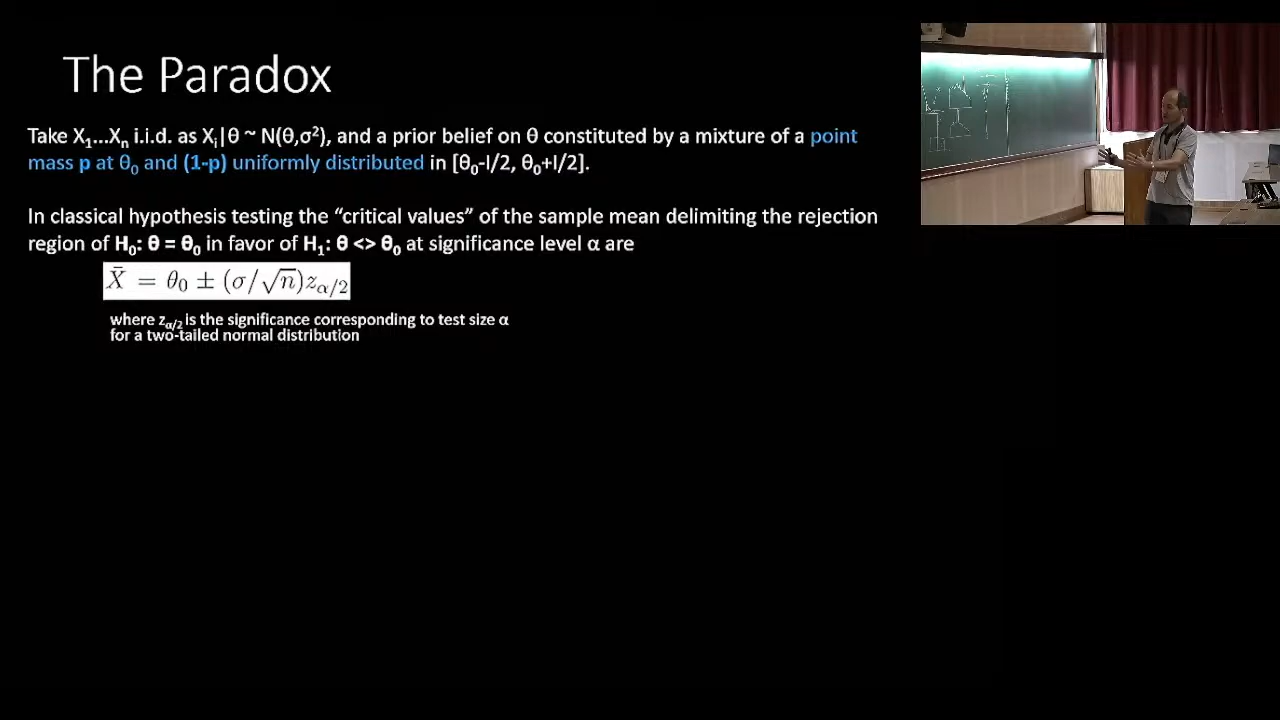 The Paradox
Take X₁...Xₙ i.i.d. as Xᵢ|θ ~ N(θ,σ²), and a prior belief on θ constituted by a mixture of a point
mass p at θ₀ and (1-p) uniformly distributed in [θ₀-I/2, θ₀+I/2].
In classical hypothesis testing the “critical values” of the sample mean delimiting the rejection
region of H₀: θ = θ₀ in favor of H₁: θ <> θ₀ at significance level α are
X̄ = θ₀ ± (σ/√n)z_{α/2}
where z_{α/2} is the significance corresponding to test size α
for a two-tailed normal distribution